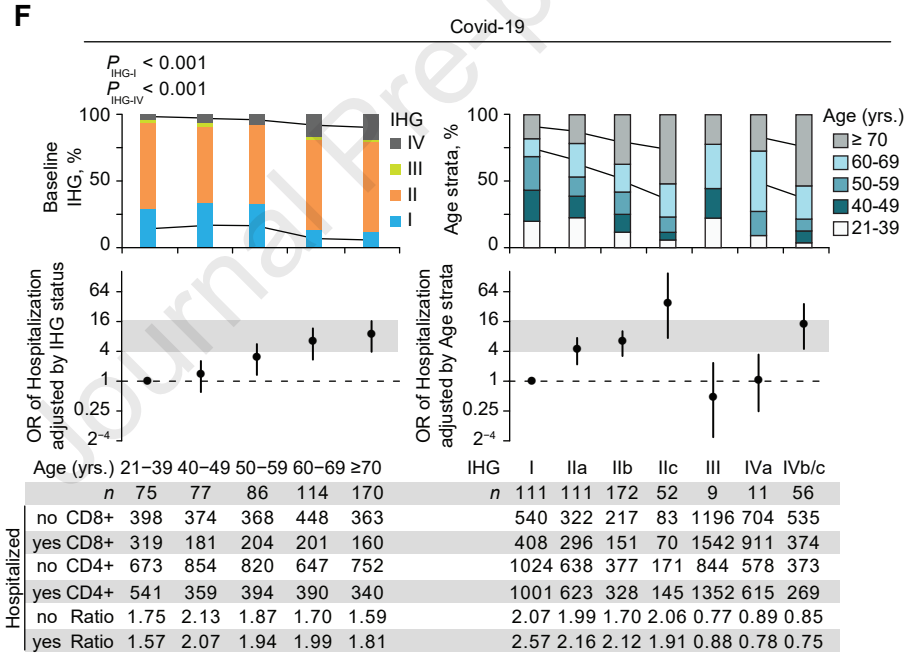 F
Covid-19
P IHG-I < 0.001
P IHG-IV < 0.001
Baseline
IHG, %
100
50
0
IHG
IV
III
II
I
Age strata, %
100
50
0
Age (yrs.)
≥ 70
60-69
50-59
40-49
21-39
OR of Hospitalization
adjusted by IHG status
64
16
4
1
0.25
2⁻⁴
OR of Hospitalization
adjusted by Age strata
64
16
4
1
0.25
2⁻⁴
Age (yrs.) 21−39 40−49 50−59 60−69 ≥70
n 75 77 86 114 170
Hospitalized
no CD8+ 398 374 368 448 363
yes CD8+ 319 181 204 201 160
no CD4+ 673 854 820 647 752
yes CD4+ 541 359 394 390 340
no Ratio 1.75 2.13 1.87 1.70 1.59
yes Ratio 1.57 2.07 1.94 1.99 1.81
IHG I IIa IIb IIc III IVa IVb/c
n 111 111 172 52 9 11 56
540 322 217 83 1196 704 535
408 296 151 70 1542 911 374
1024 638 377 171 844 578 373
1001 623 328 145 1352 615 269
2.07 1.99 1.70 2.06 0.77 0.89 0.85
2.57 2.16 2.12 1.91 0.88 0.78 0.75
Journal Pre-p